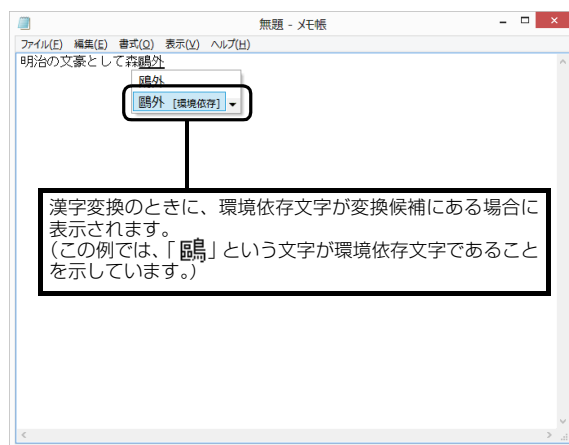 無題 - メモ帳
ファイル(F) 編集(E) 書式(O) 表示(V) ヘルプ(H)
明治の文豪として森鷗外
鴎外
鷗外 [環境依存]
漢字変換のときに、環境依存文字が変換候補にある場合に
表示されます。
(この例では、「鷗」という文字が環境依存文字であること
を示しています。)